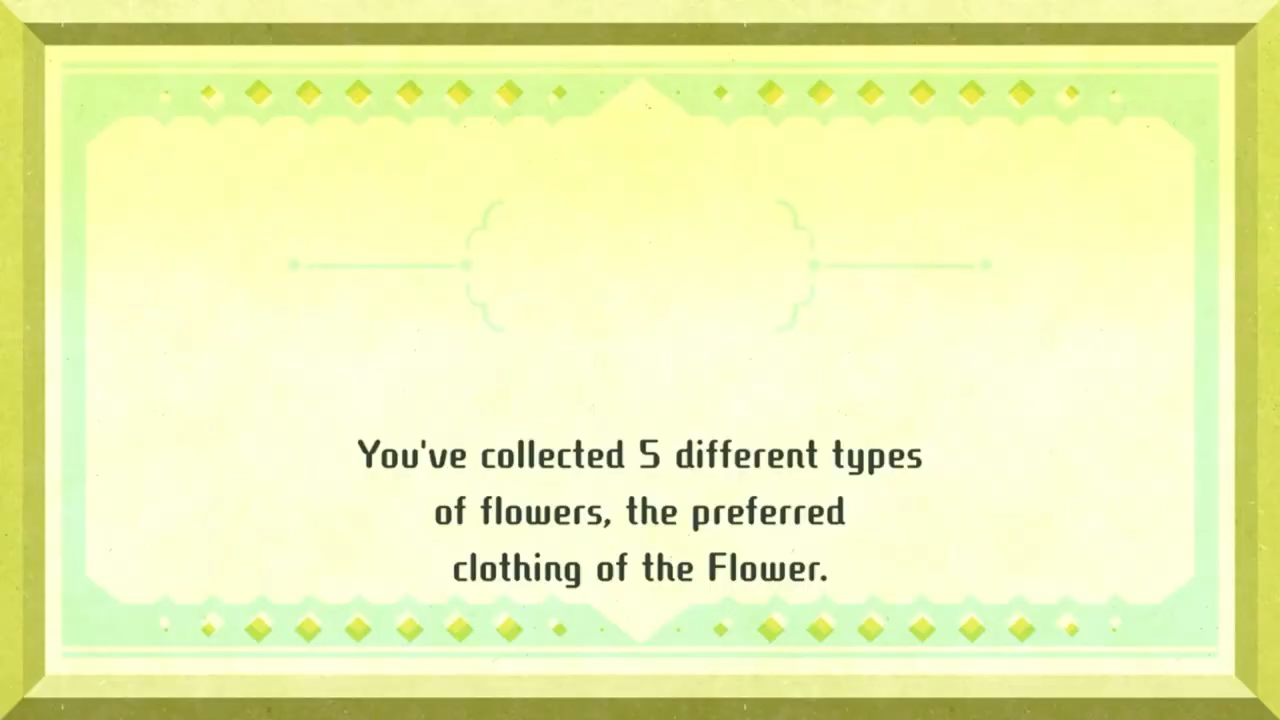 You've collected 5 different types
of flowers, the preferred
clothing of the Flower.